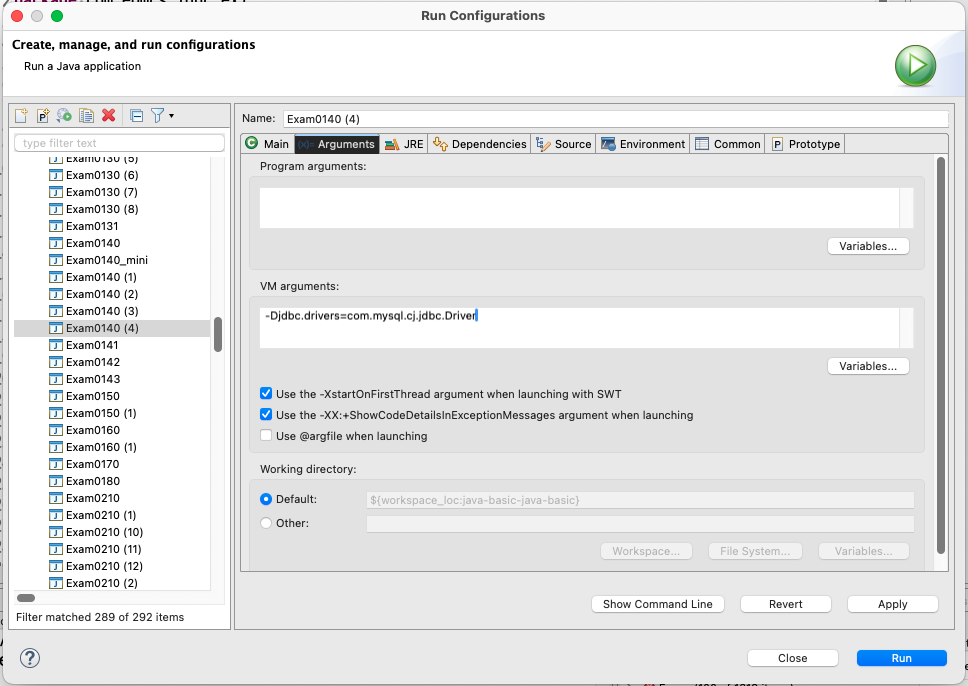 Run Configurations
Create, manage, and run configurations
Run a Java application
type filter text
Exam0130 (5)
Exam0130 (6)
Exam0130 (7)
Exam0130 (8)
Exam0131
Exam0140
Exam0140_mini
Exam0140 (1)
Exam0140 (2)
Exam0140 (3)
Exam0140 (4)
Exam0141
Exam0142
Exam0143
Exam0150
Exam0150 (1)
Exam0160
Exam0160 (1)
Exam0170
Exam0180
Exam0210
Exam0210 (1)
Exam0210 (10)
Exam0210 (11)
Exam0210 (12)
Exam0210 (2)
Filter matched 289 of 292 items
Name: Exam0140 (4)
Main Arguments JRE Dependencies Source Environment Common Prototype
Program arguments:
Variables...
VM arguments:
-Djdbc.drivers=com.mysql.cj.jdbc.Driver
Variables...
Use the -XstartOnFirstThread argument when launching with SWT
Use the -XX:+ShowCodeDetailsInExceptionMessages argument when launching
Use @argfile when launching
Working directory:
Default: ${workspace_loc:java-basic-java-basic}
Other:
Workspace... File System... Variables...
Show Command Line Revert Apply
? Close Run